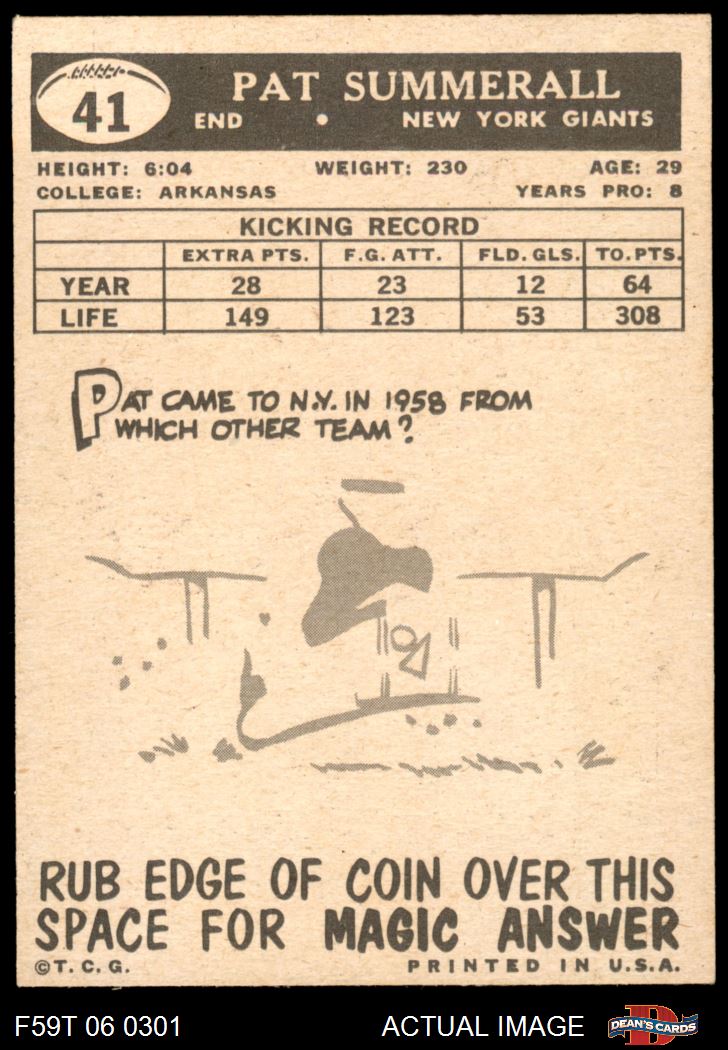 41
PAT SUMMERALL
END • NEW YORK GIANTS
HEIGHT: 6:04 WEIGHT: 230 AGE: 29
COLLEGE: ARKANSAS YEARS PRO: 8
KICKING RECORD
EXTRA PTS. F.G. ATT. FLD. GLS. TO. PTS.
YEAR 28 23 12 64
LIFE 149 123 53 308
PAT CAME TO N.Y. IN 1958 FROM
WHICH OTHER TEAM?
RUB EDGE OF COIN OVER THIS
SPACE FOR MAGIC ANSWER
©T.C.G. PRINTED IN U.S.A.
F59T 06 0301 ACTUAL IMAGE DEAN'S CARDS